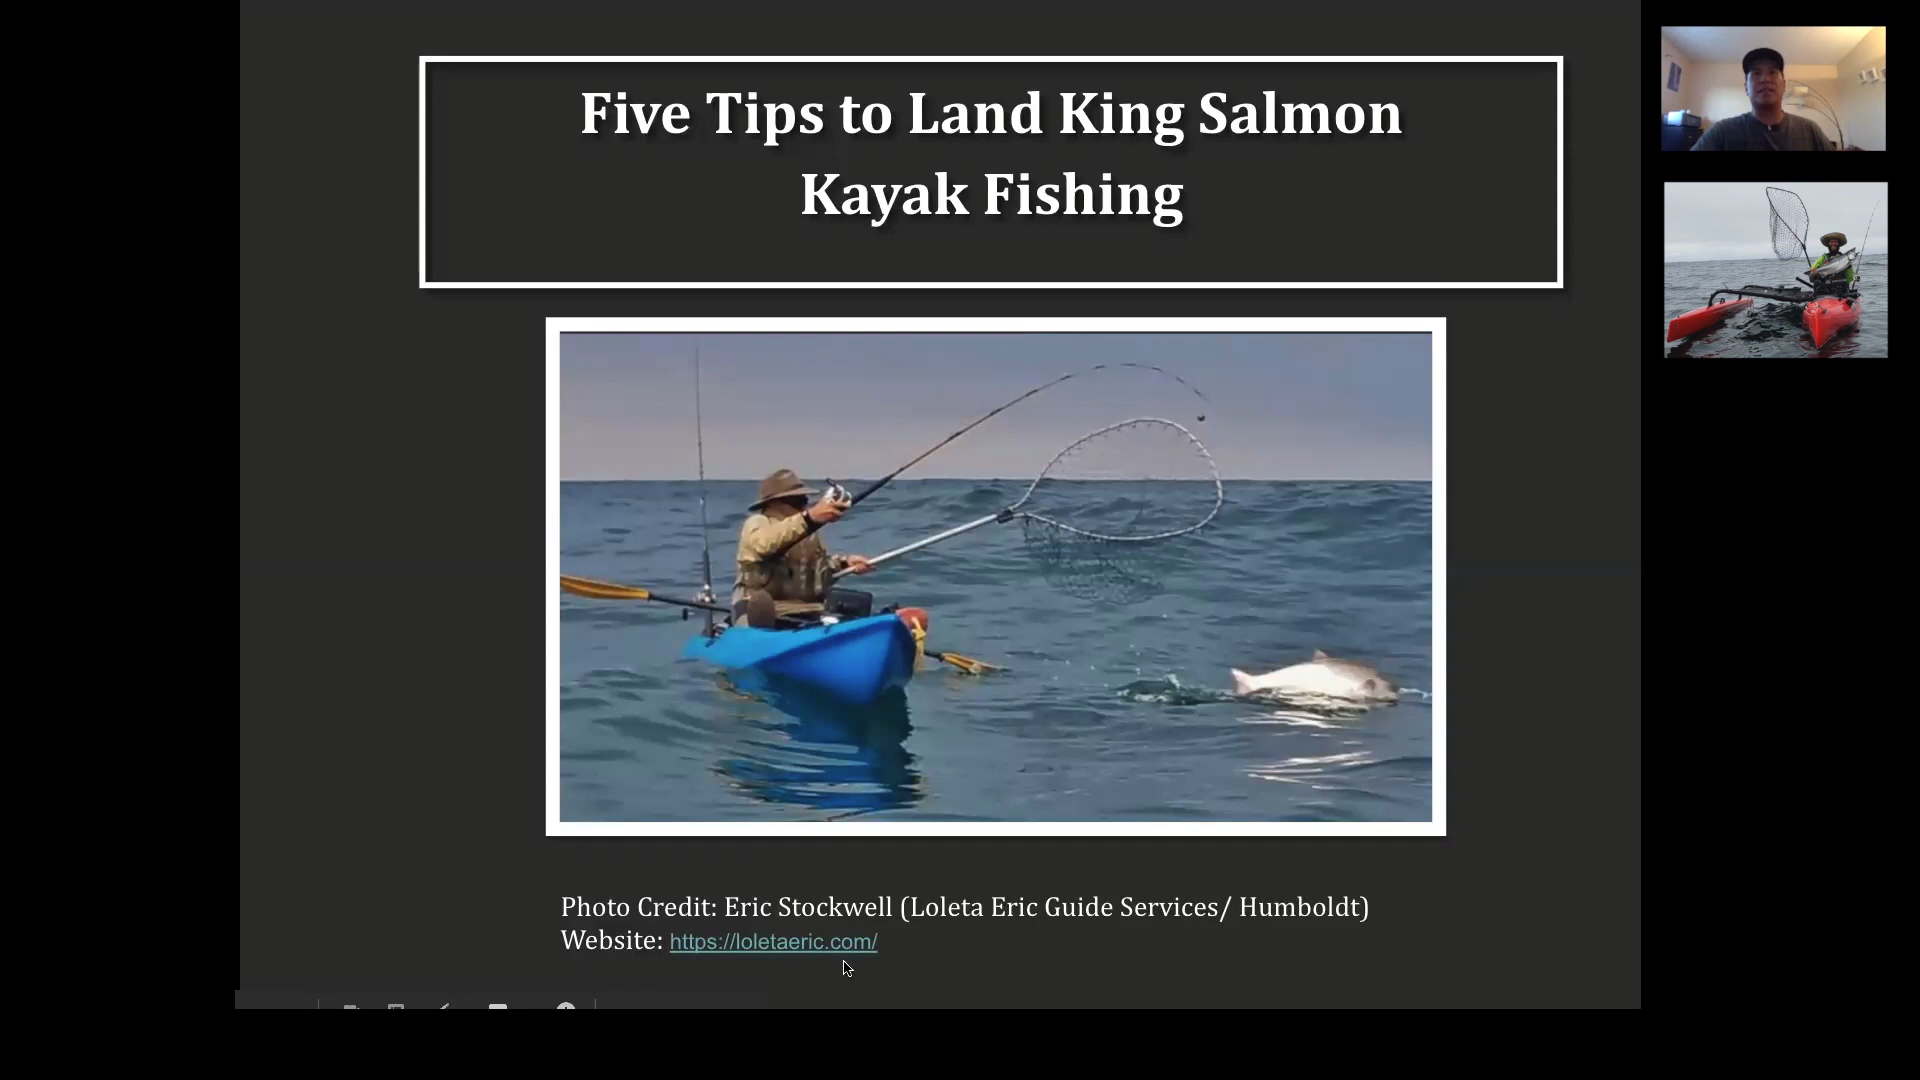 Five Tips to Land King Salmon
Kayak Fishing
Photo Credit: Eric Stockwell (Loleta Eric Guide Services/ Humboldt)
Website: https://loletaeric.com/